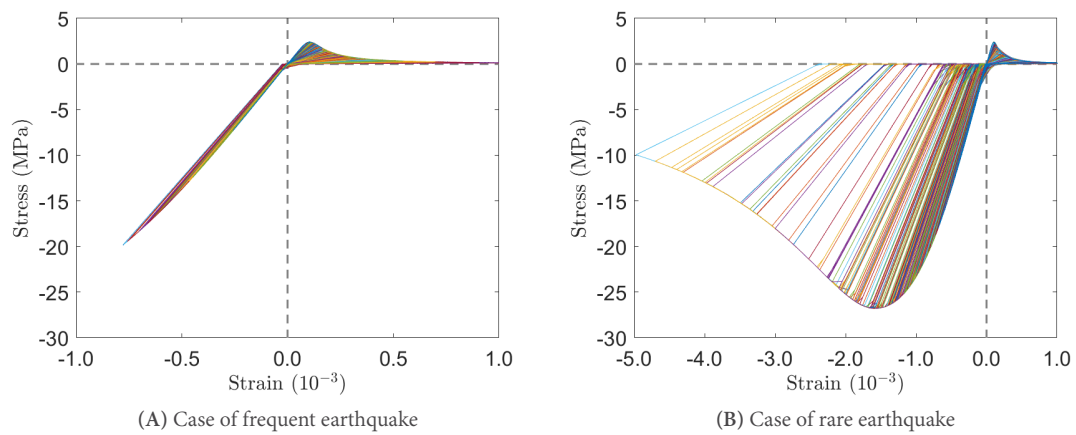 5
0
-5
-10
-15
-20
-25
-30
Stress (MPa)
-1.0 -0.5 0.0 0.5 1.0
Strain (10⁻³)
(A) Case of frequent earthquake
5
0
-5
-10
-15
-20
-25
-30
Stress (MPa)
-5.0 -4.0 -3.0 -2.0 -1.0 0.0 1.0
Strain (10⁻³)
(B) Case of rare earthquake